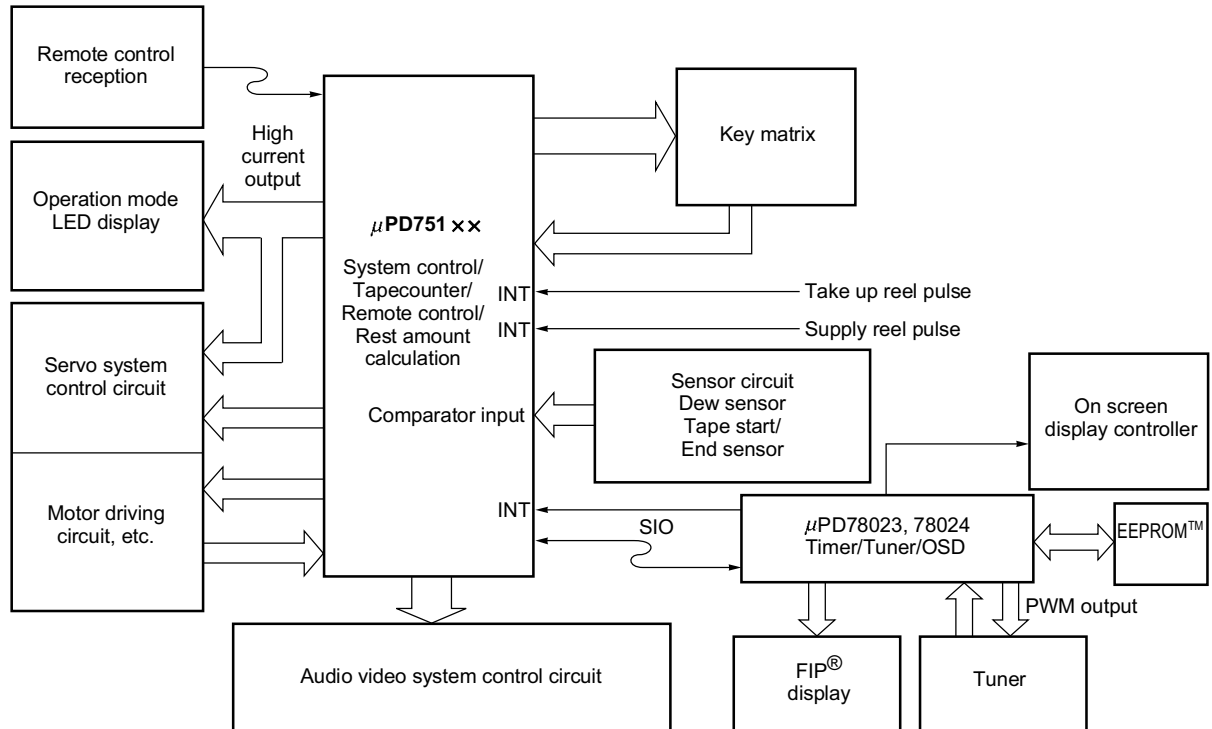 Remote control
reception
High
current
output
Operation mode
LED display
Servo system
control circuit
Motor driving
circuit, etc.
μPD751××
System control/
Tapecounter/
Remote control/
Rest amount
calculation
INT
INT
Comparator input
INT
SIO
Key matrix
Take up reel pulse
Supply reel pulse
Sensor circuit
Dew sensor
Tape start/
End sensor
On screen
display controller
μPD78023, 78024
Timer/Tuner/OSD
EEPROM™
PWM output
Audio video system control circuit
FIP®
display
Tuner